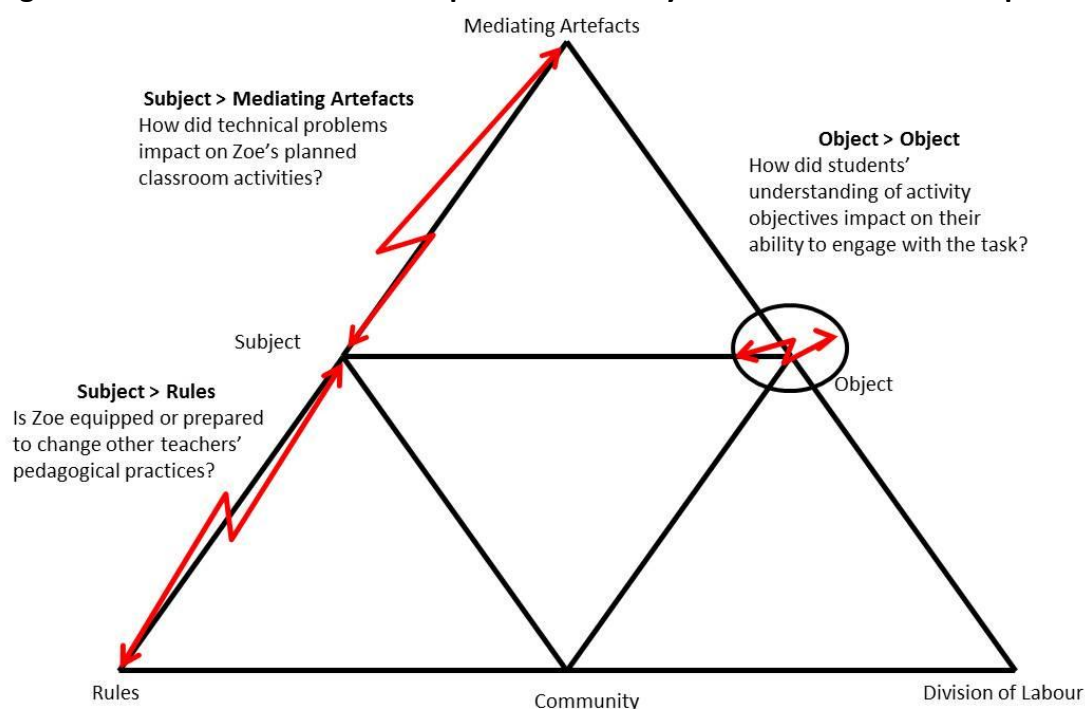 Mediating Artefacts
Subject > Mediating Artefacts
How did technical problems
impact on Zoe's planned
classroom activities?
Object > Object
How did students'
understanding of activity
objectives impact on their
ability to engage with the task?
Subject
Object
Subject > Rules
Is Zoe equipped or prepared
to change other teachers'
pedagogical practices?
Rules
Community
Division of Labour